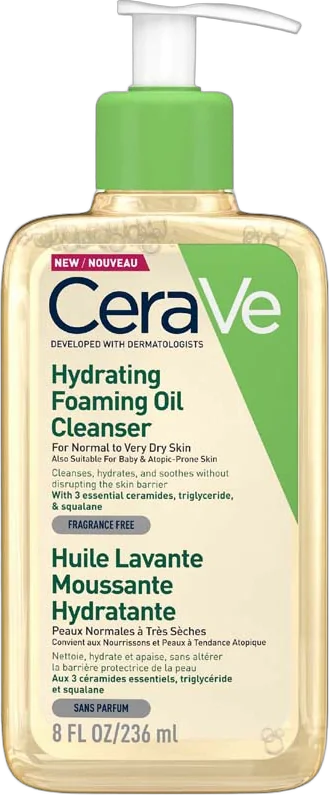 NEW / NOUVEAU
CeraVe
DEVELOPED WITH DERMATOLOGISTS
Hydrating
Foaming Oil
Cleanser
For Normal to Very Dry Skin
Also Suitable For Baby & Atopic-Prone Skin
Cleanses, hydrates, and soothes without
disrupting the skin barrier
With 3 essential ceramides, triglyceride,
& squalane
FRAGRANCE FREE
Huile Lavante
Moussante
Hydratante
Peaux Normales à Très Sèches
Convient aux Nourrissons et Peaux à Tendance Atopique
Nettoie, hydrate et apaise, sans altérer
la barrière protectrice de la peau
Aux 3 céramides essentiels, triglycéride
et squalane
SANS PARFUM
8 FL OZ/236 ml